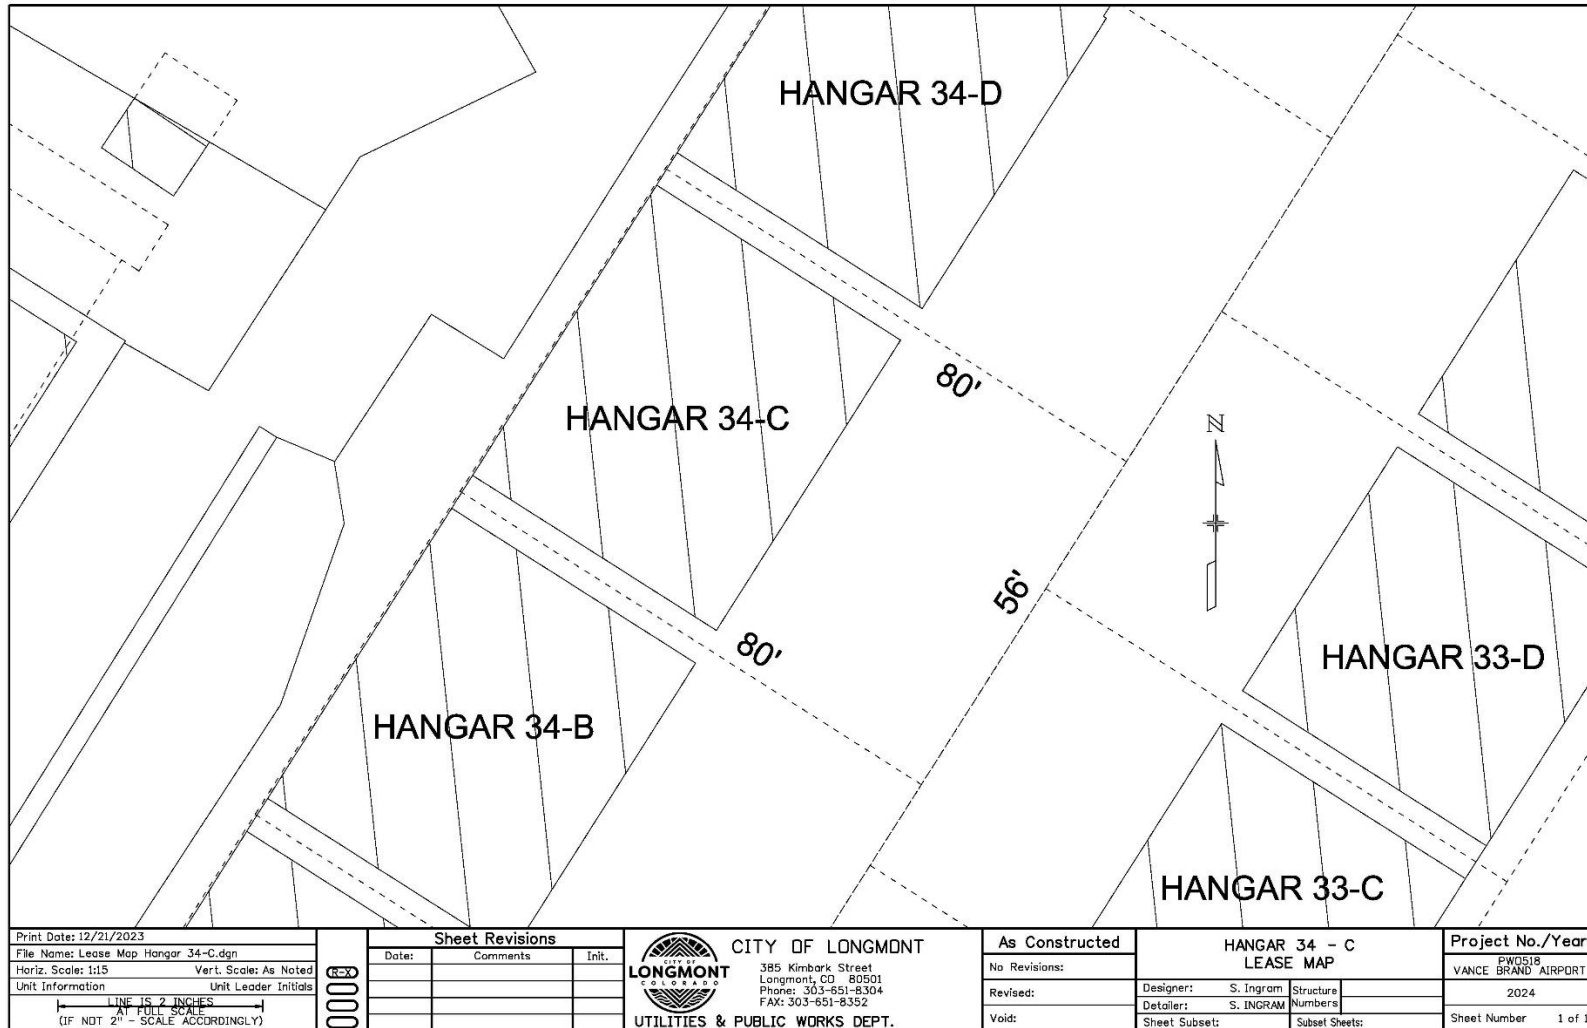 HANGAR 34-D
HANGAR 34-C
80'
N
56'
80'
HANGAR 33-D
HANGAR 34-B
HANGAR 33-C
Print Date: 12/21/2023
File Name: Lease Map Hangar 34-C.dgn
Horiz. Scale: 1:15 Vert. Scale: As Noted
Unit Information Unit Leader Initials
LINE IS 2 INCHES
AT FULL SCALE
(IF NOT 2" - SCALE ACCORDINGLY)
R-X
Sheet Revisions
Date: Comments Init.
CITY OF
LONGMONT
COLORADO
CITY OF LONGMONT
385 Kimbark Street
Longmont, CO 80501
Phone: 303-651-8304
FAX: 303-651-8352
UTILITIES & PUBLIC WORKS DEPT.
As Constructed
No Revisions:
Revised:
Void:
HANGAR 34 - C
LEASE MAP
Designer: S. Ingram
Detailer: S. INGRAM
Structure
Numbers
Sheet Subset: Subset Sheets:
Project No./Year
PW0518
VANCE BRAND AIRPORT
2024
Sheet Number 1 of 1